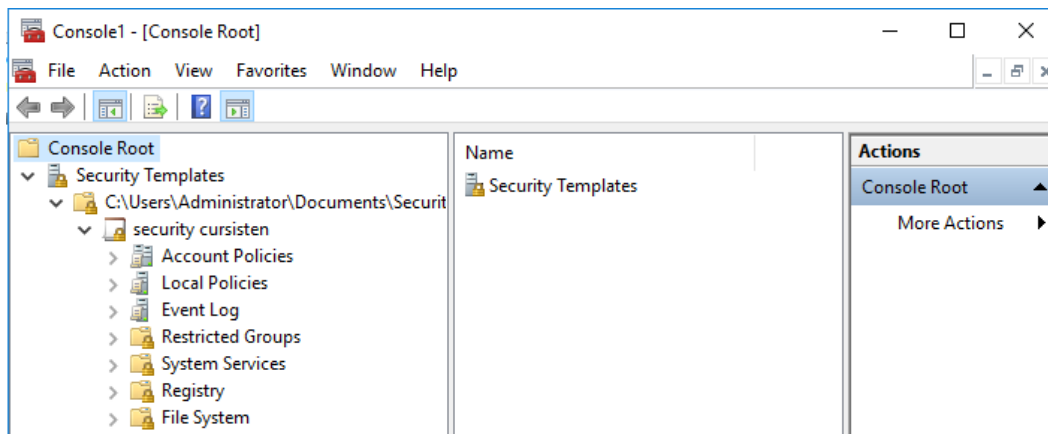 Console1 - [Console Root]
File Action View Favorites Window Help
?
Console Root
Security Templates
C:\Users\Administrator\Documents\Securit
security cursisten
Account Policies
Local Policies
Event Log
Restricted Groups
System Services
Registry
File System
Name
Security Templates
Actions
Console Root
More Actions